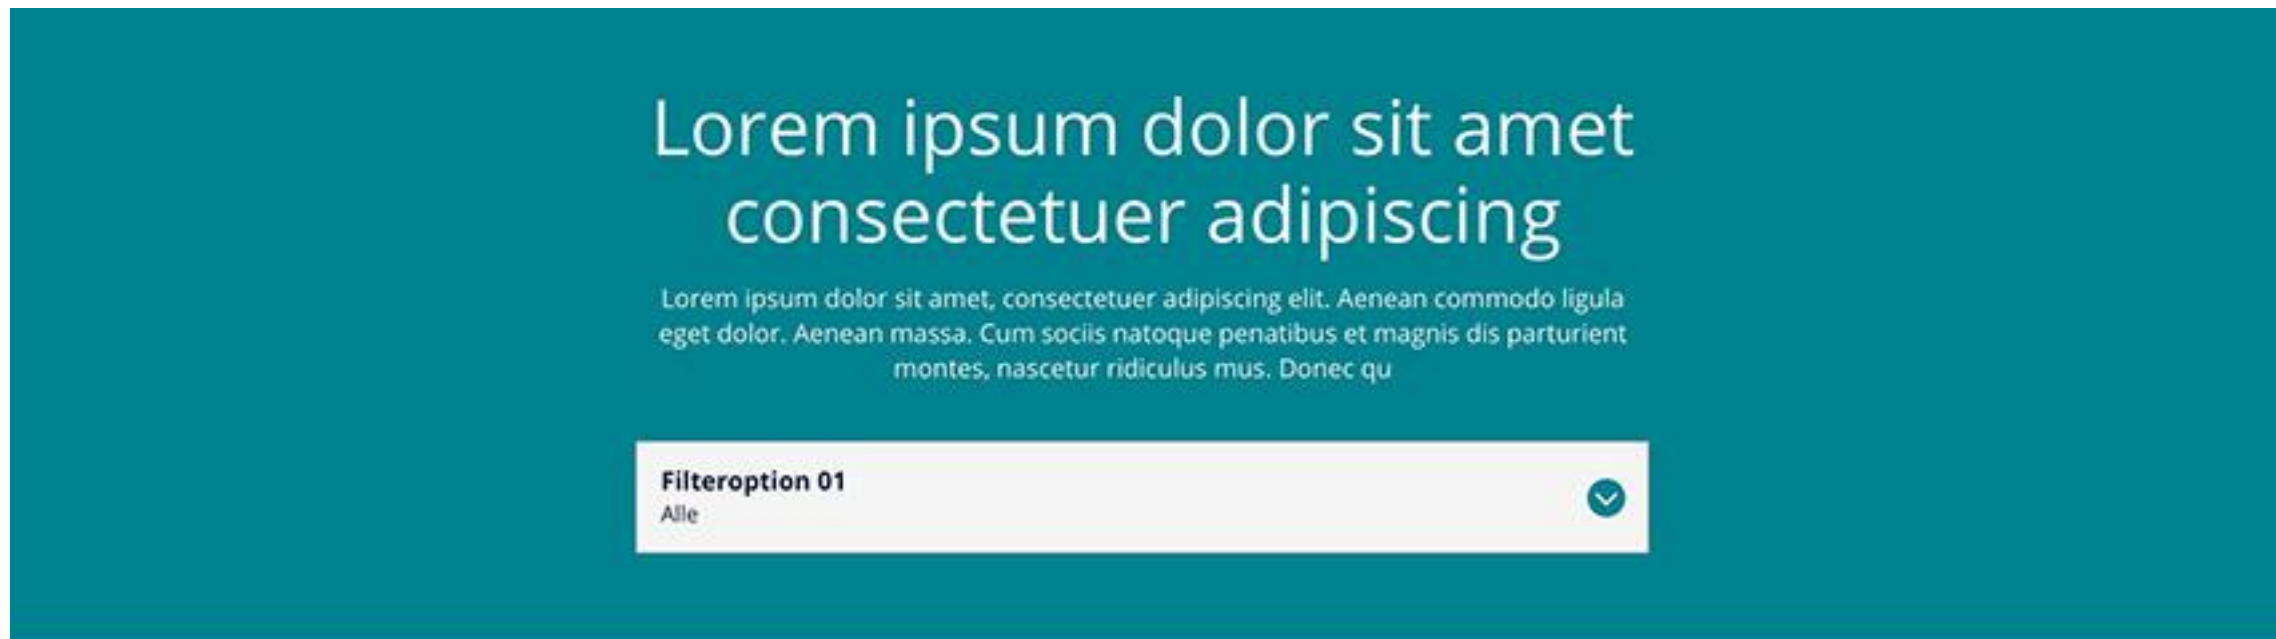 Lorem ipsum dolor sit amet
consectetuer adipiscing
Lorem ipsum dolor sit amet, consectetuer adipiscing elit. Aenean commodo ligula
eget dolor. Aenean massa. Cum sociis natoque penatibus et magnis dis parturient
montes, nascetur ridiculus mus. Donec qu
Filteroption 01
Alle